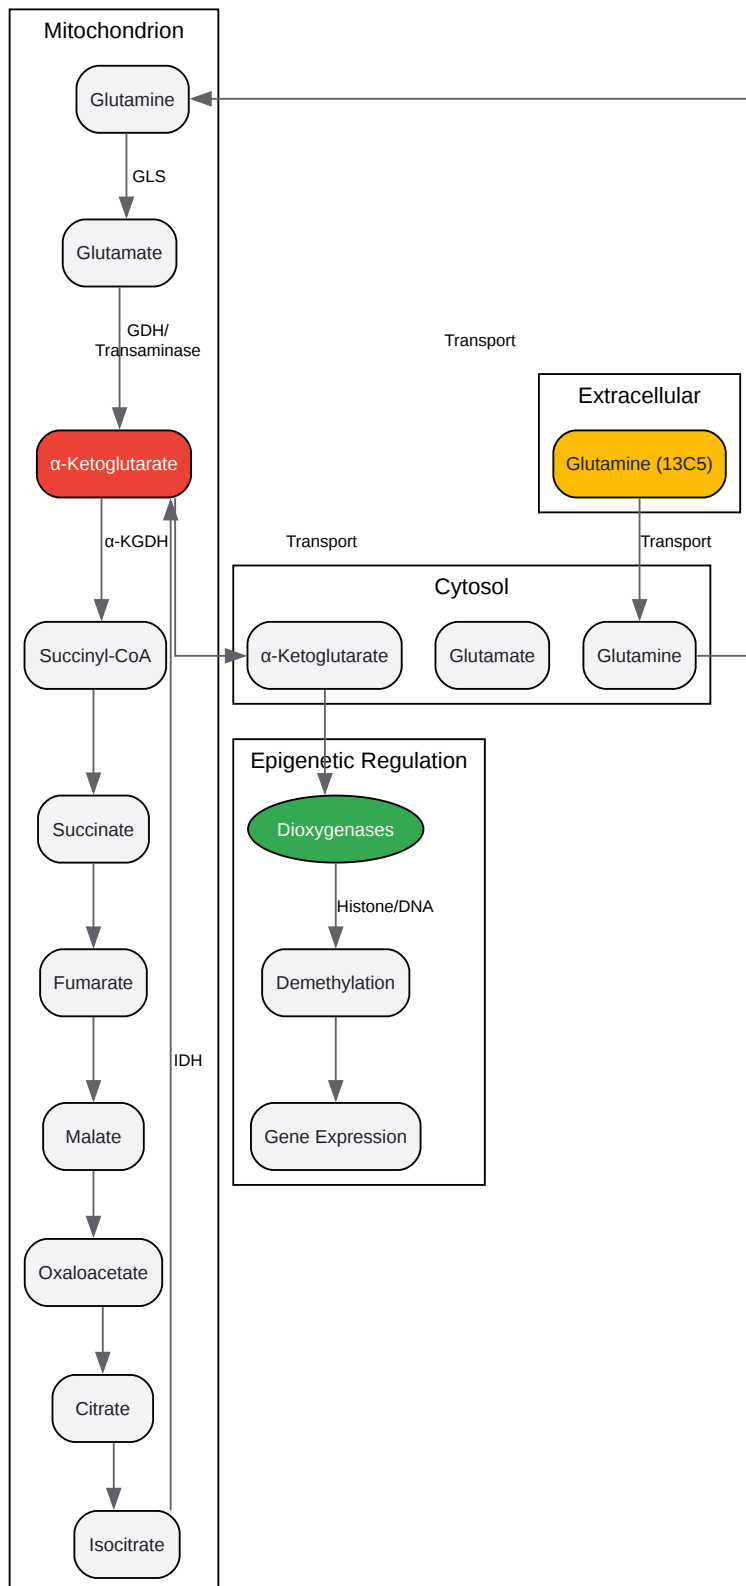 Mitochondrion
Glutamine
GLS
Glutamate
GDH/
Transaminase
Transport
Extracellular
α-Ketoglutarate
Glutamine (13C5)
α-KGDH
Transport
Transport
Cytosol
Succinyl-CoA
α-Ketoglutarate
Glutamate
Glutamine
Epigenetic Regulation
Succinate
Dioxygenases
Histone/DNA
Fumarate
Demethylation
IDH
Malate
Gene Expression
Oxaloacetate
Citrate
Isocitrate